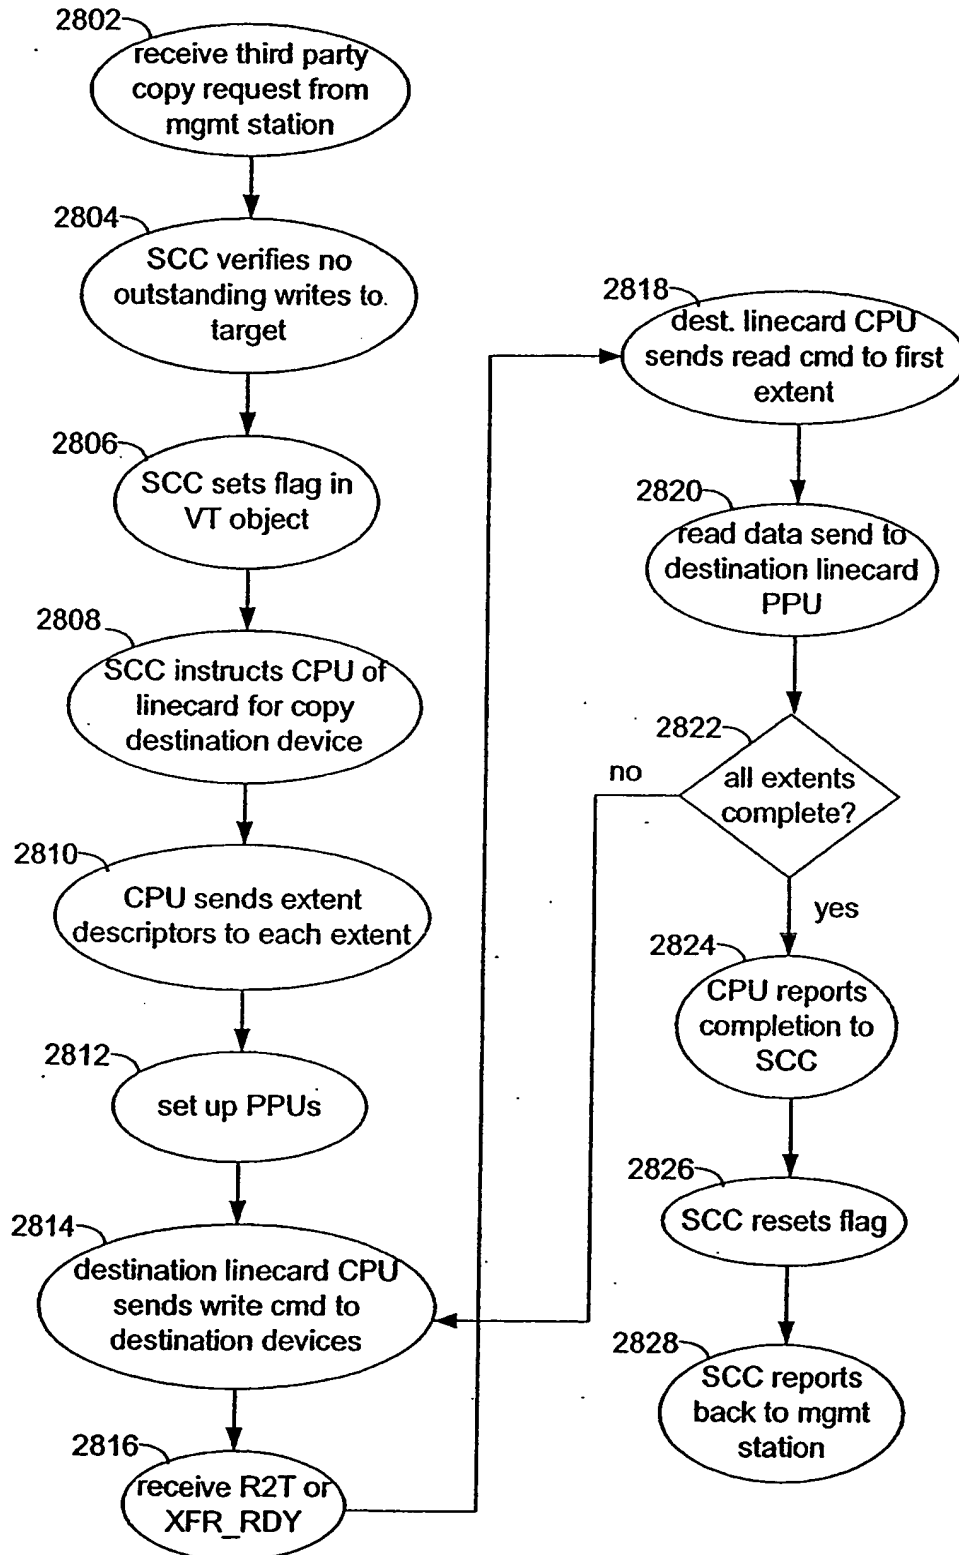 2802
receive third party
copy request from
mgmt station
2804
SCC verifies no
outstanding writes to.
target
2806
SCC sets flag in
VT object
2808
SCC instructs CPU of
linecard for copy
destination device
2810
CPU sends extent
descriptors to each extent
2812
set up PPUs
2814
destination linecard CPU
sends write cmd to
destination devices
2816
receive R2T or
XFR_RDY
2818
dest. linecard CPU
sends read cmd to first
extent
2820
read data send to
destination linecard
PPU
2822
all extents
complete?
no
yes
2824
CPU reports
completion to
SCC
2826
SCC resets flag
2828
SCC reports
back to mgmt
station